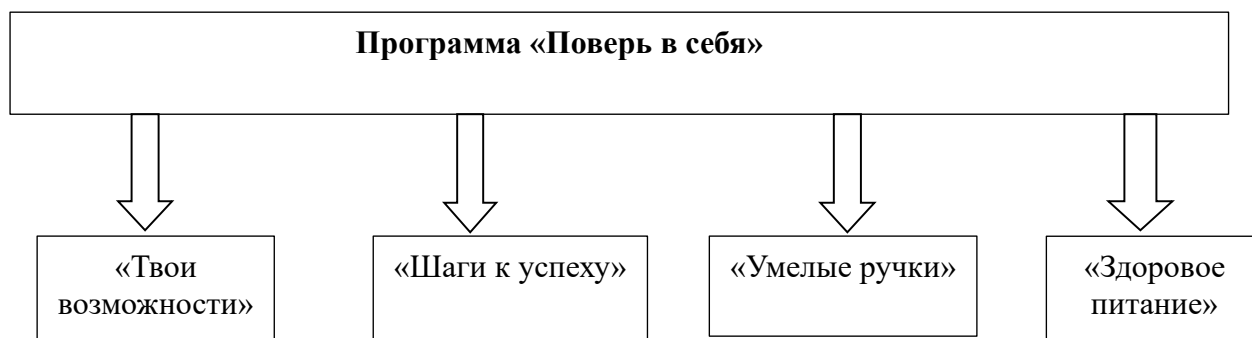 Программа «Поверь в себя»
«Твои
возможности»
«Шаги к успеху»
«Умелые ручки»
«Здоровое
питание»